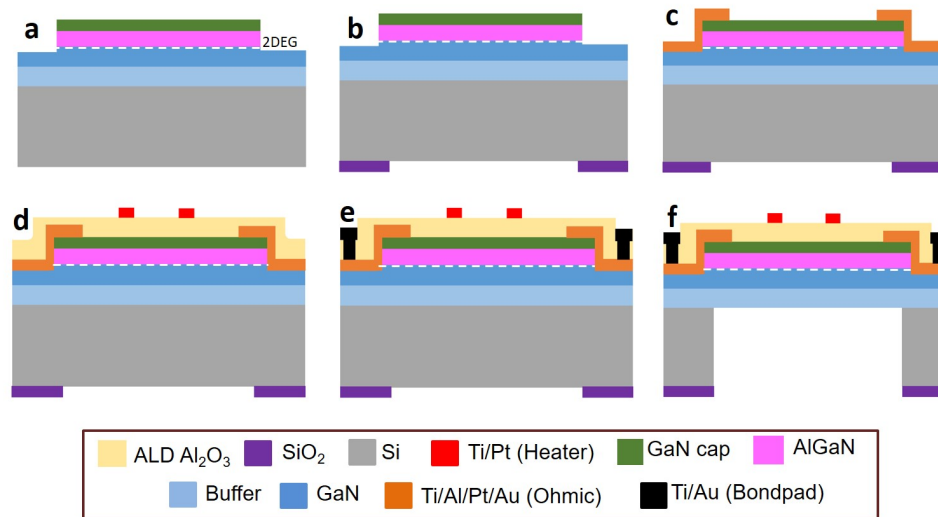 a
2DEG
b
c
d
e
f
ALD Al₂O₃
SiO₂
Si
Ti/Pt (Heater)
GaN cap
AlGaN
Buffer
GaN
Ti/Al/Pt/Au (Ohmic)
Ti/Au (Bondpad)